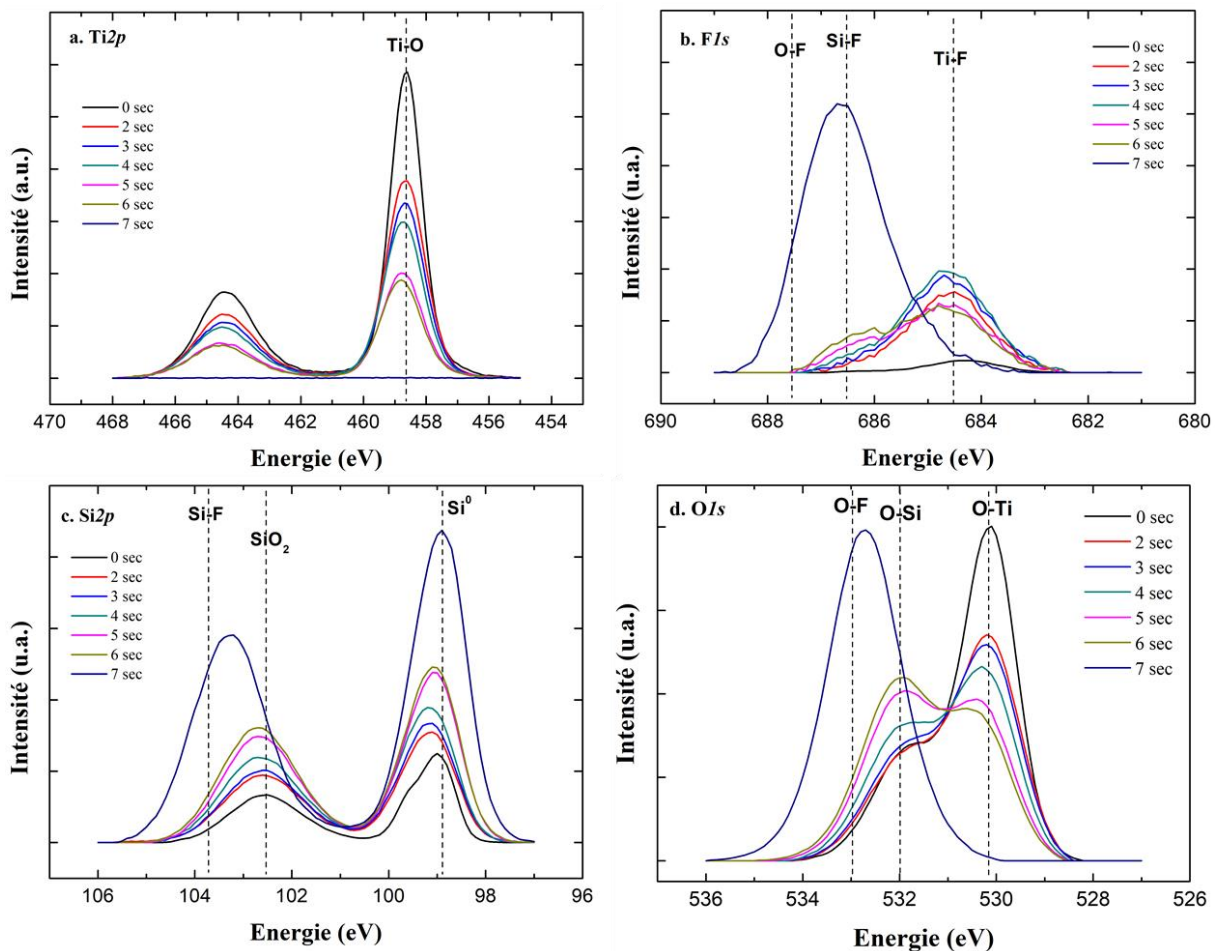 a. Ti2p
Ti-O
0 sec
2 sec
3 sec
4 sec
5 sec
6 sec
7 sec
Intensité (a.u.)
470 468 466 464 462 460 458 456 454
Energie (eV)
b. F1s
O-F
Si-F
Ti-F
0 sec
2 sec
3 sec
4 sec
5 sec
6 sec
7 sec
Intensité (u.a.)
690 688 686 684 682 680
Energie (eV)
c. Si2p
Si-F
SiO₂
Si⁰
0 sec
2 sec
3 sec
4 sec
5 sec
6 sec
7 sec
Intensité (u.a.)
106 104 102 100 98 96
Energie (eV)
d. O1s
O-F
O-Si
O-Ti
0 sec
2 sec
3 sec
4 sec
5 sec
6 sec
7 sec
Intensité (u.a.)
536 534 532 530 528 526
Energie (eV)